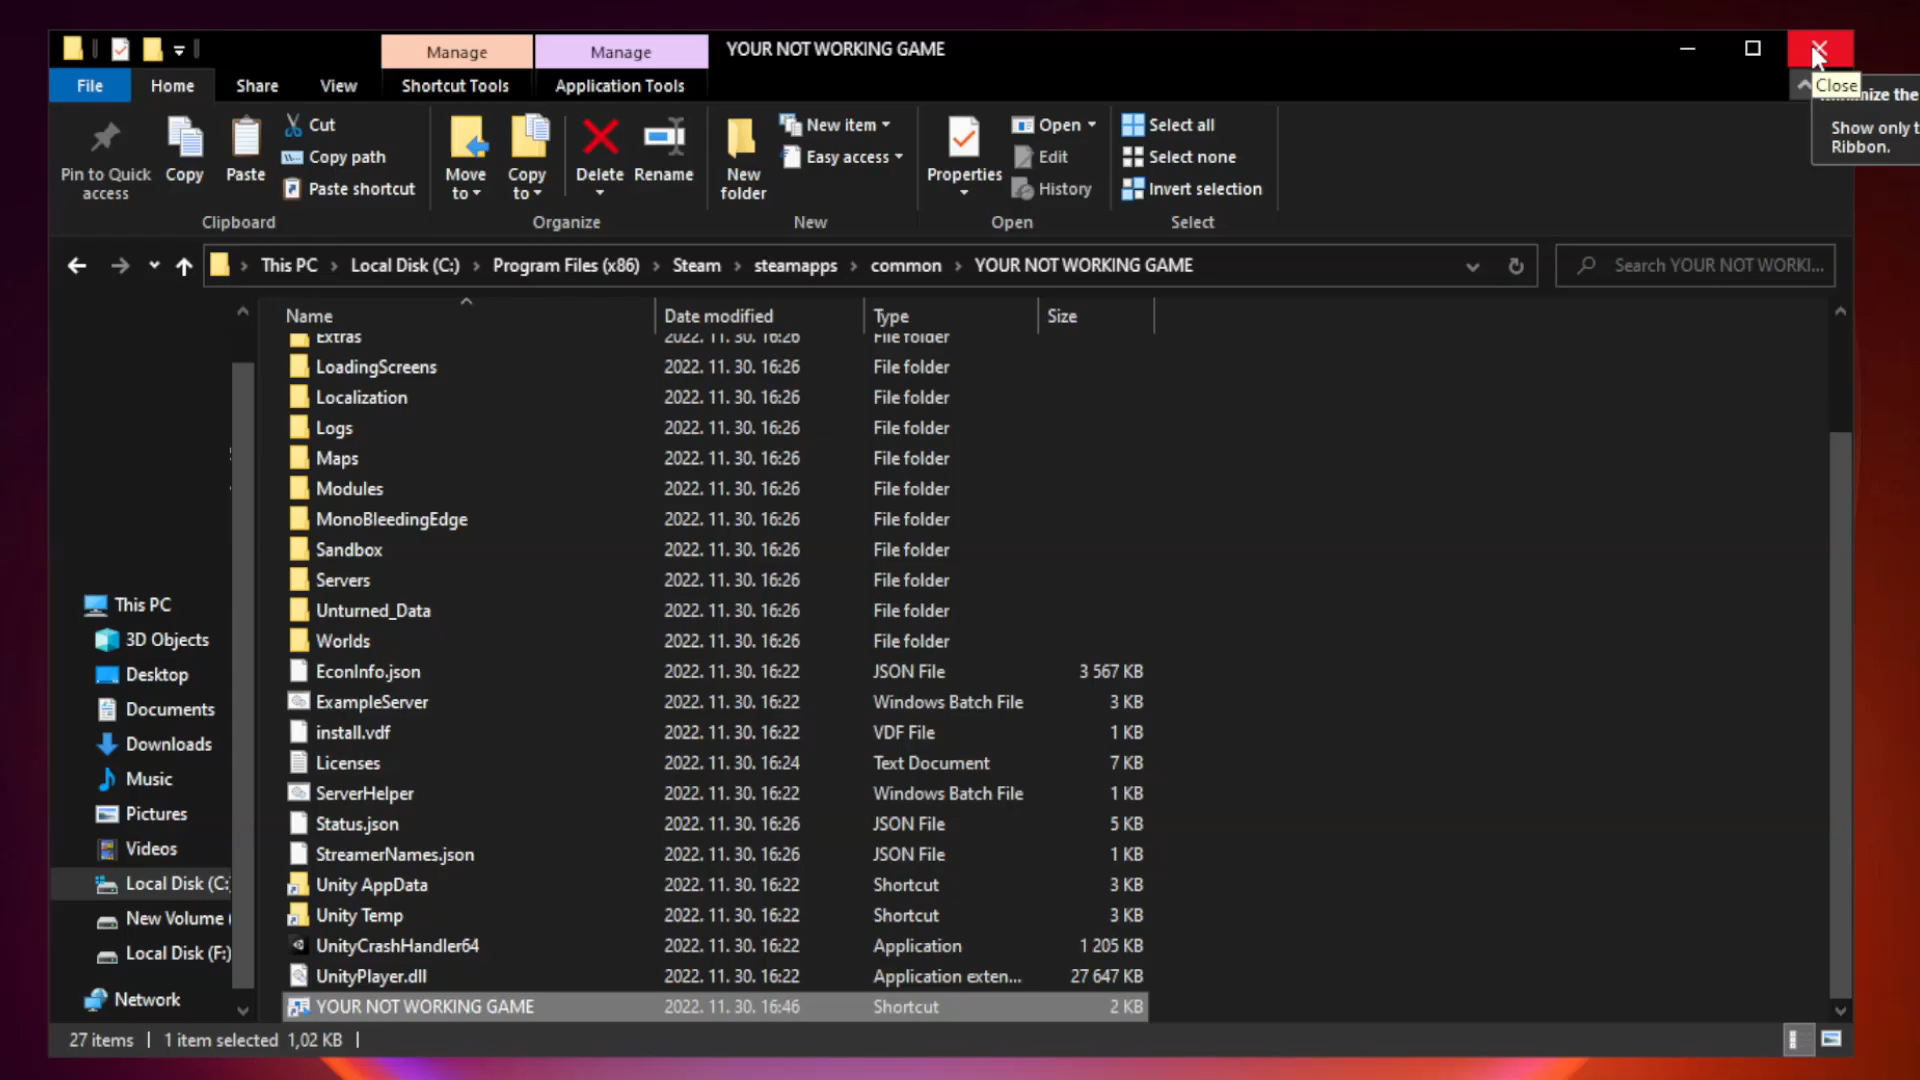 Manage
Manage
YOUR NOT WORKING GAME
File
Home
Share
View
Shortcut Tools
Application Tools
Close
the
Show only t
Ribbon.
Pin to Quick
access
Copy
Paste
Cut
Copy path
Paste shortcut
Clipboard
Move
to
Copy
to
Delete
Rename
Organize
New
folder
New item
Easy access
New
Properties
Open
Edit
History
Open
Select all
Select none
Invert selection
Select
This PC
Local Disk (C:)
Program Files (x86)
Steam
steamapps
common
YOUR NOT WORKING GAME
Search YOUR NOT WORKI...
Name
Date modified
Type
Size
Extras 2022. 11. 30. 16:26 File folder
LoadingScreens 2022. 11. 30. 16:26 File folder
Localization 2022. 11. 30. 16:26 File folder
Logs 2022. 11. 30. 16:26 File folder
Maps 2022. 11. 30. 16:26 File folder
Modules 2022. 11. 30. 16:26 File folder
MonoBleedingEdge 2022. 11. 30. 16:26 File folder
Sandbox 2022. 11. 30. 16:26 File folder
Servers 2022. 11. 30. 16:26 File folder
Unturned_Data 2022. 11. 30. 16:26 File folder
Worlds 2022. 11. 30. 16:26 File folder
EconInfo.json 2022. 11. 30. 16:22 JSON File 3 567 KB
ExampleServer 2022. 11. 30. 16:22 Windows Batch File 3 KB
install.vdf 2022. 11. 30. 16:22 VDF File 1 KB
Licenses 2022. 11. 30. 16:24 Text Document 7 KB
ServerHelper 2022. 11. 30. 16:22 Windows Batch File 1 KB
Status.json 2022. 11. 30. 16:26 JSON File 5 KB
StreamerNames.json 2022. 11. 30. 16:26 JSON File 1 KB
Unity AppData 2022. 11. 30. 16:22 Shortcut 3 KB
Unity Temp 2022. 11. 30. 16:22 Shortcut 3 KB
UnityCrashHandler64 2022. 11. 30. 16:22 Application 1 205 KB
UnityPlayer.dll 2022. 11. 30. 16:22 Application exten... 27 647 KB
YOUR NOT WORKING GAME 2022. 11. 30. 16:46 Shortcut 2 KB
This PC
3D Objects
Desktop
Documents
Downloads
Music
Pictures
Videos
Local Disk (C:
New Volume (
Local Disk (F:)
Network
27 items
1 item selected 1,02 KB